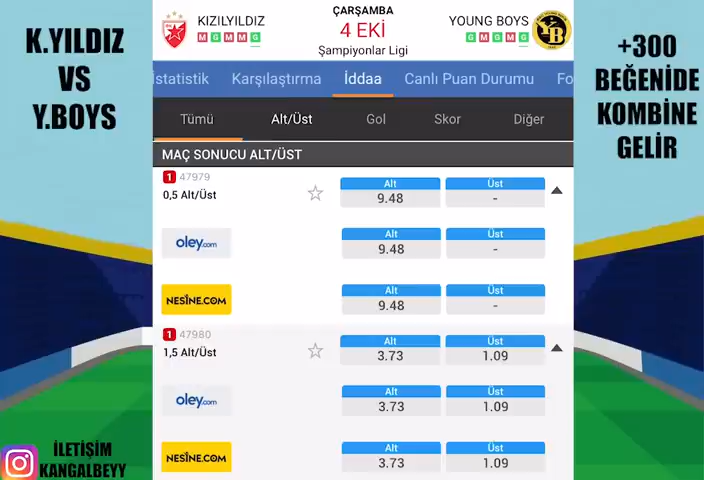 K.YILDIZ
VS
Y.BOYS
KIZILYILDIZ
M G M M G
ÇARŞAMBA
4 EKİ
Şampiyonlar Ligi
YOUNG BOYS
G M G M G
YB
+300
BEĞENİDE
KOMBİNE
GELİR
İstatistik Karşılaştırma İddaa Canlı Puan Durumu Fo
Tümü Alt/Üst Gol Skor Diğer
MAÇ SONUCU ALT/ÜST
1 47979
0,5 Alt/Üst
Alt Üst
9.48 -
oley.com
Alt Üst
9.48 -
NESİNE.COM
Alt Üst
9.48 -
1 47980
1,5 Alt/Üst
Alt Üst
3.73 1.09
oley.com
Alt Üst
3.73 1.09
NESİNE.COM
Alt Üst
3.73 1.09
İLETİŞİM
KANGALBEYY